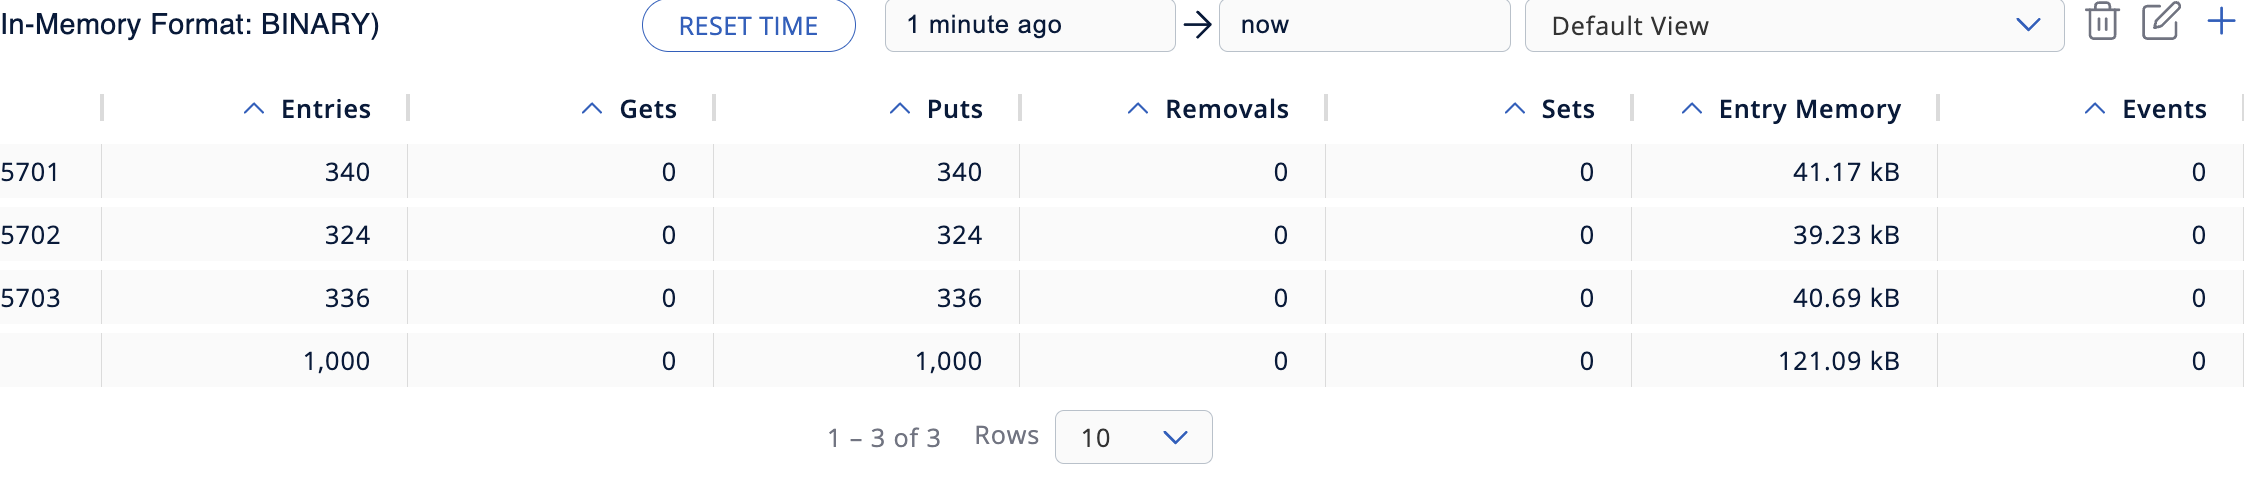 In-Memory Format: BINARY) RESET TIME 1 minute ago → now Default View
Entries Gets Puts Removals Sets Entry Memory Events
5701 340 0 340 0 0 41.17 kB 0
5702 324 0 324 0 0 39.23 kB 0
5703 336 0 336 0 0 40.69 kB 0
1,000 0 1,000 0 0 121.09 kB 0
1 – 3 of 3 Rows 10